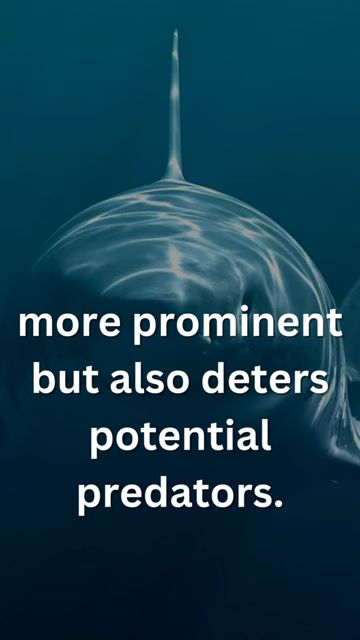 more prominent
but also deters
potential
predators.